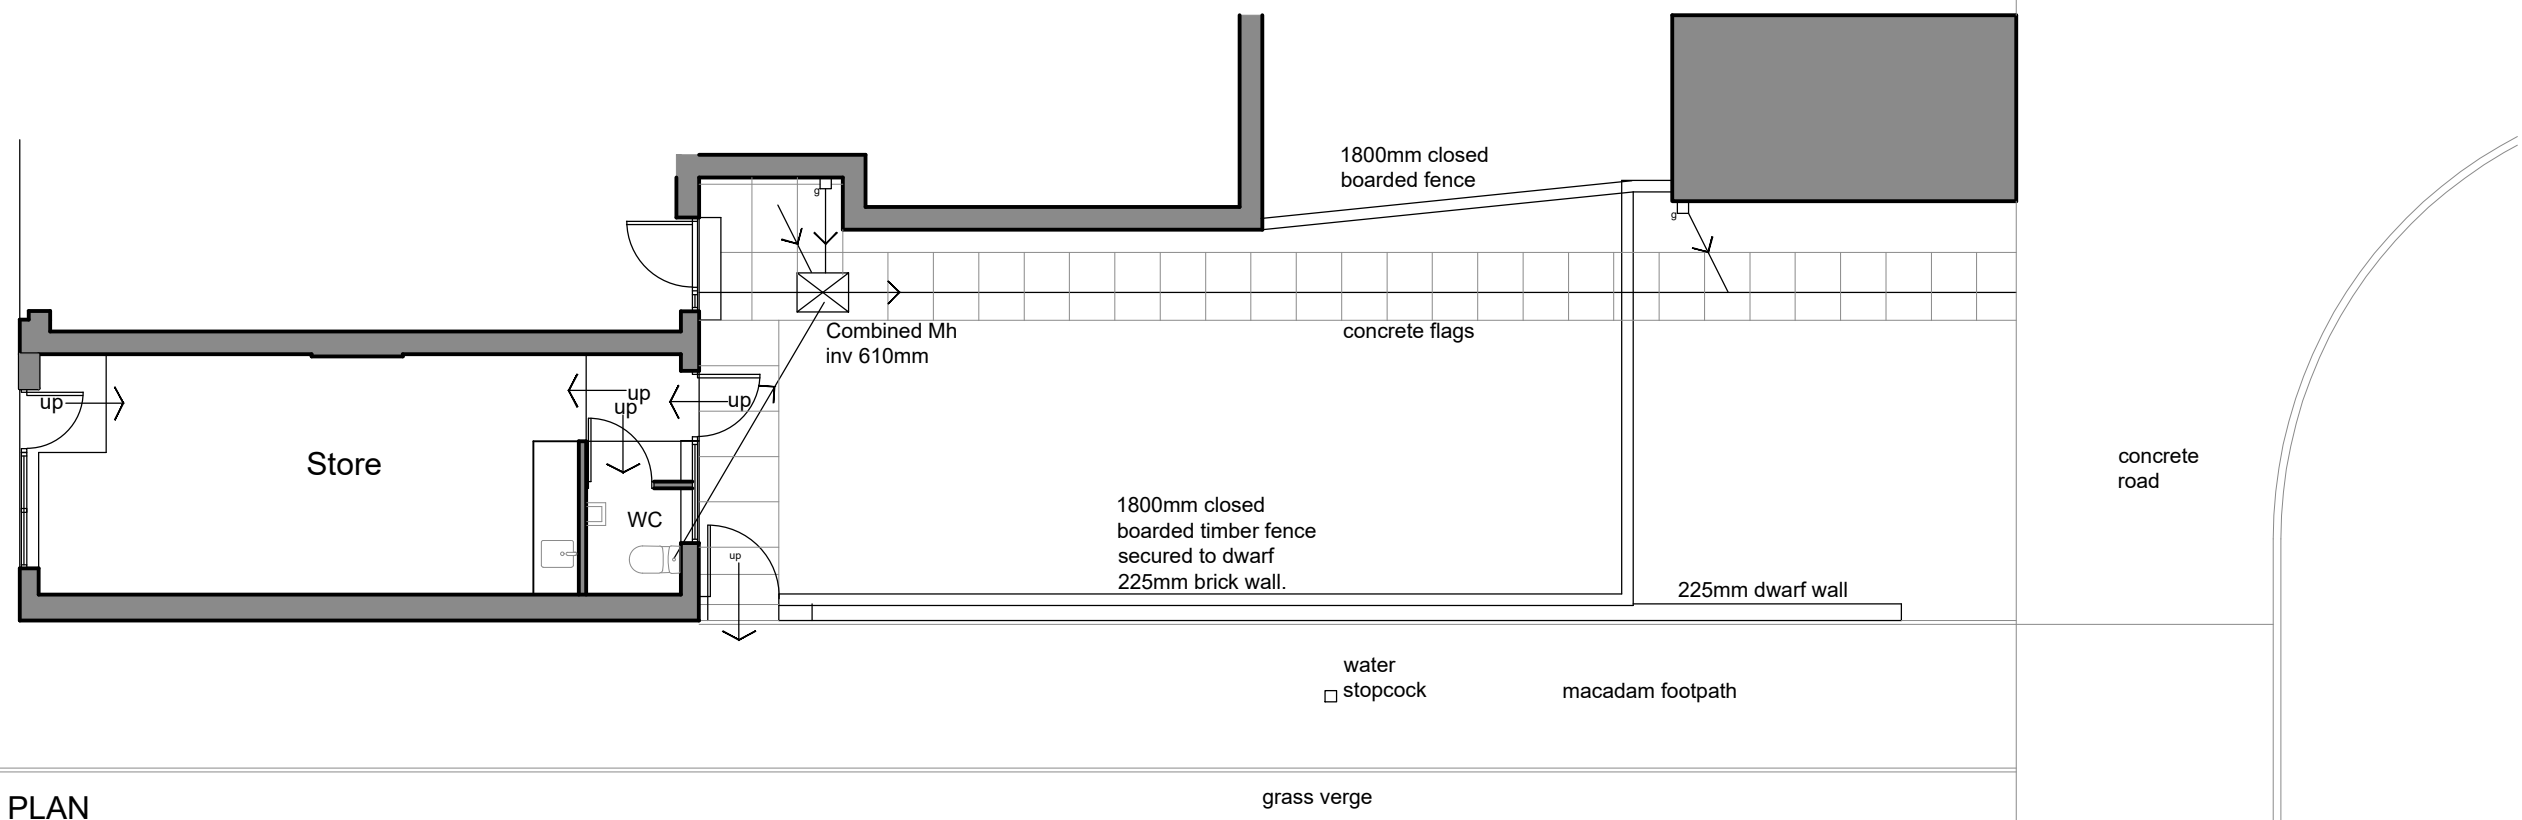 1800mm closed
boarded fence
g
g
Combined Mh
inv 610mm
concrete flags
up
up
up
up
Store
WC
up
1800mm closed
boarded timber fence
secured to dwarf
225mm brick wall.
225mm dwarf wall
concrete
road
water
stopcock
macadam footpath
grass verge
PLAN